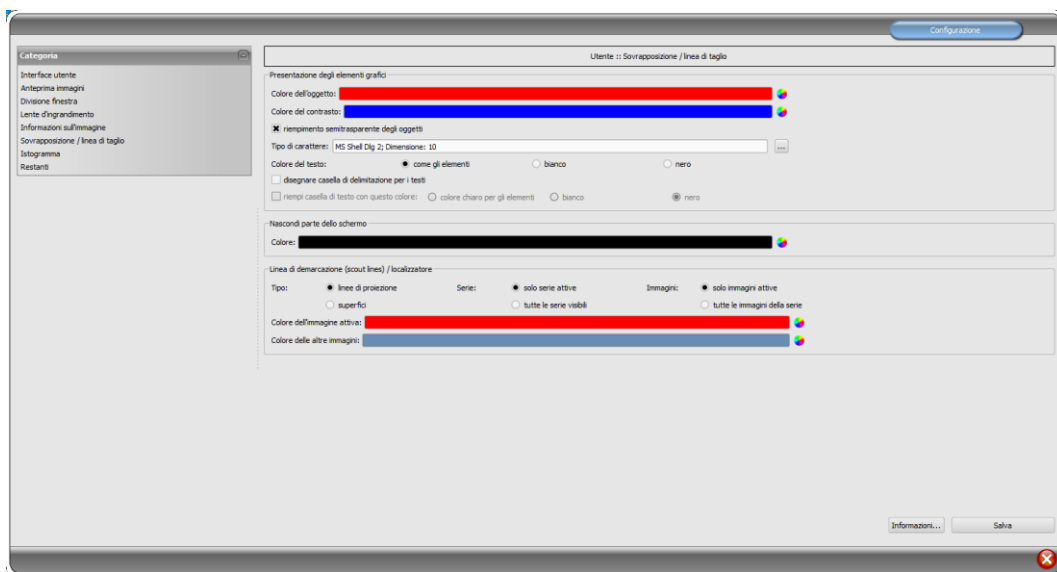 Configurazione
Categoria
Interface utente
Anteprima immagini
Divisione finestra
Lente d'ingrandimento
Informazioni sull'immagine
Sovrapposizione / linea di taglio
Istogramma
Restanti
Utente :: Sovrapposizione / linea di taglio
Presentazione degli elementi grafici
Colore dell'oggetto:
Colore del contrasto:
riempimento semitrasparente degli oggetti
Tipo di carattere: MS Shell Dlg 2; Dimensione: 10 ...
Colore del testo: come gli elementi bianco nero
disegnare casella di delimitazione per i testi
riempi casella di testo con questo colore: colore chiaro per gli elementi bianco nero
Nascondi parte dello schermo
Colore:
Linea di demarcazione (scout lines) / localizzatore
Tipo: linee di proiezione Serie: solo serie attive Immagini: solo immagini attive
superfici tutte le serie visibili tutte le immagini della serie
Colore dell'immagine attiva:
Colore delle altre immagini:
Informazioni... Salva